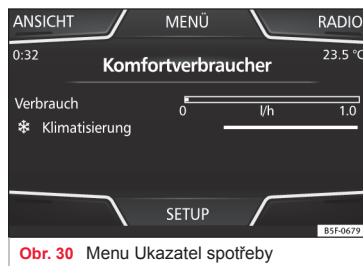 ANSICHT MENÜ RADIO
0:32 23.5 °C
Komfortverbraucher
Verbrauch
0 l/h 1.0
Klimatisierung
SETUP
B5F-0679
Obr. 30 Menu Ukazatel spotřeby